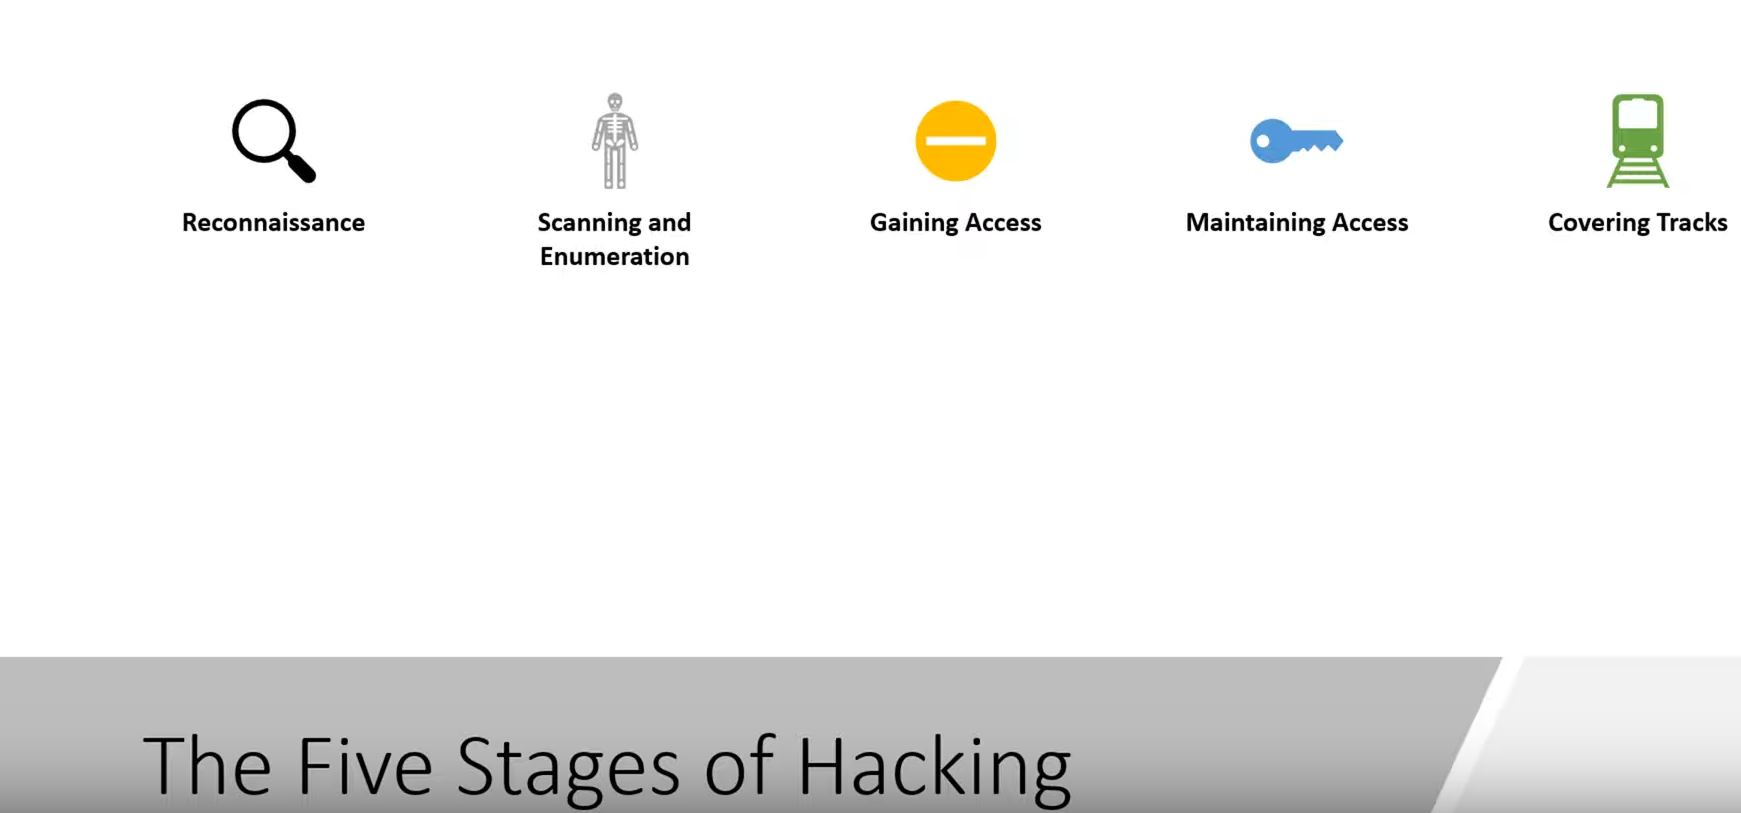 Reconnaissance
Scanning and
Enumeration
Gaining Access
Maintaining Access
Covering Tracks
The Five Stages of Hacking